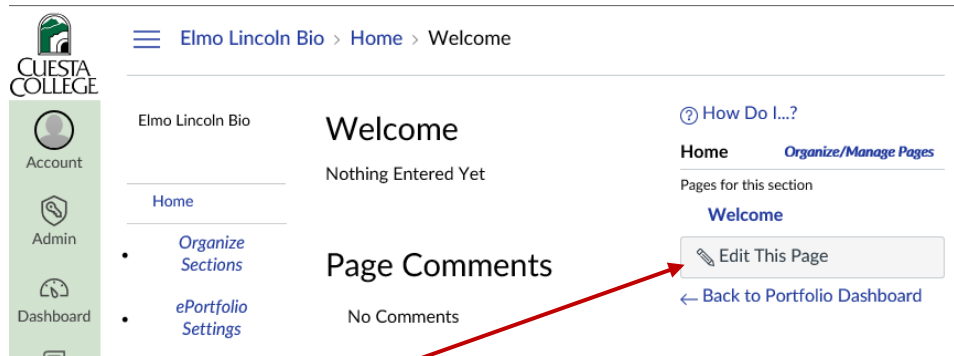 CUESTA
COLLEGE
Elmo Lincoln Bio > Home > Welcome
Account
Admin
Dashboard
Elmo Lincoln Bio
Home
Organize
Sections
ePortfolio
Settings
Welcome
Nothing Entered Yet
Page Comments
No Comments
? How Do I...?
Home Organize/Manage Pages
Pages for this section
Welcome
Edit This Page
← Back to Portfolio Dashboard